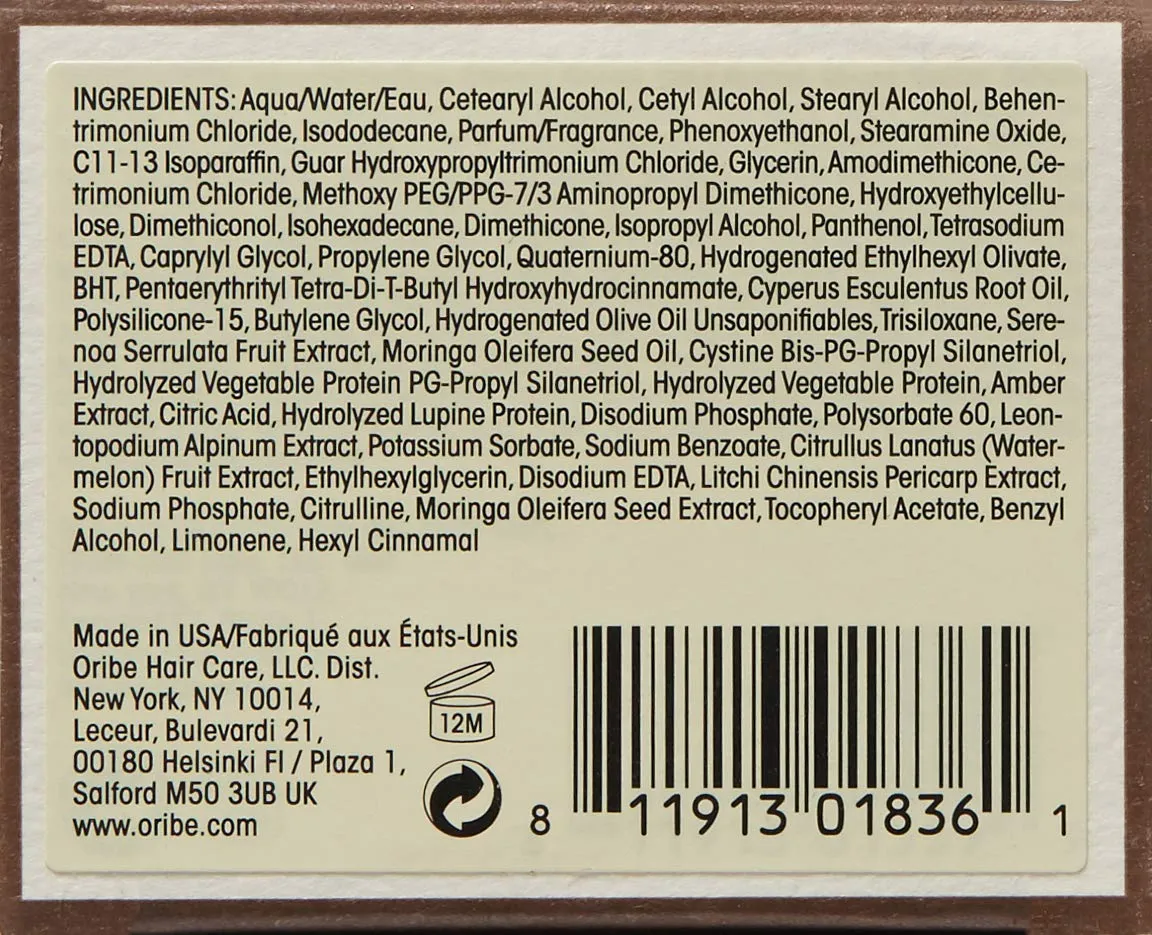 INGREDIENTS: Aqua/Water/Eau, Cetearyl Alcohol, Cetyl Alcohol, Stearyl Alcohol, Behen-
trimonium Chloride, Isododecane, Parfum/Fragrance, Phenoxyethanol, Stearamine Oxide,
C11-13 Isoparaffin, Guar Hydroxypropyltrimonium Chloride, Glycerin, Amodimethicone, Ce-
trimonium Chloride, Methoxy PEG/PPG-7/3 Aminopropyl Dimethicone, Hydroxyethylcellu-
lose, Dimethiconol, Isohexadecane, Dimethicone, Isopropyl Alcohol, Panthenol, Tetrasodium
EDTA, Caprylyl Glycol, Propylene Glycol, Quaternium-80, Hydrogenated Ethylhexyl Olivate,
BHT, Pentaerythrityl Tetra-Di-T-Butyl Hydroxyhydrocinnamate, Cyperus Esculentus Root Oil,
Polysilicone-15, Butylene Glycol, Hydrogenated Olive Oil Unsaponifiables, Trisiloxane, Sere-
noa Serrulata Fruit Extract, Moringa Oleifera Seed Oil, Cystine Bis-PG-Propyl Silanetriol,
Hydrolyzed Vegetable Protein PG-Propyl Silanetriol, Hydrolyzed Vegetable Protein, Amber
Extract, Citric Acid, Hydrolyzed Lupine Protein, Disodium Phosphate, Polysorbate 60, Leon-
topodium Alpinum Extract, Potassium Sorbate, Sodium Benzoate, Citrullus Lanatus (Water-
melon) Fruit Extract, Ethylhexylglycerin, Disodium EDTA, Litchi Chinensis Pericarp Extract,
Sodium Phosphate, Citrulline, Moringa Oleifera Seed Extract, Tocopheryl Acetate, Benzyl
Alcohol, Limonene, Hexyl Cinnamal
Made in USA/Fabriqué aux États-Unis
Oribe Hair Care, LLC. Dist.
New York, NY 10014,
Leceur, Bulevardi 21,
00180 Helsinki FI / Plaza 1,
Salford M50 3UB UK
www.oribe.com
12M
8 11913 01836 1